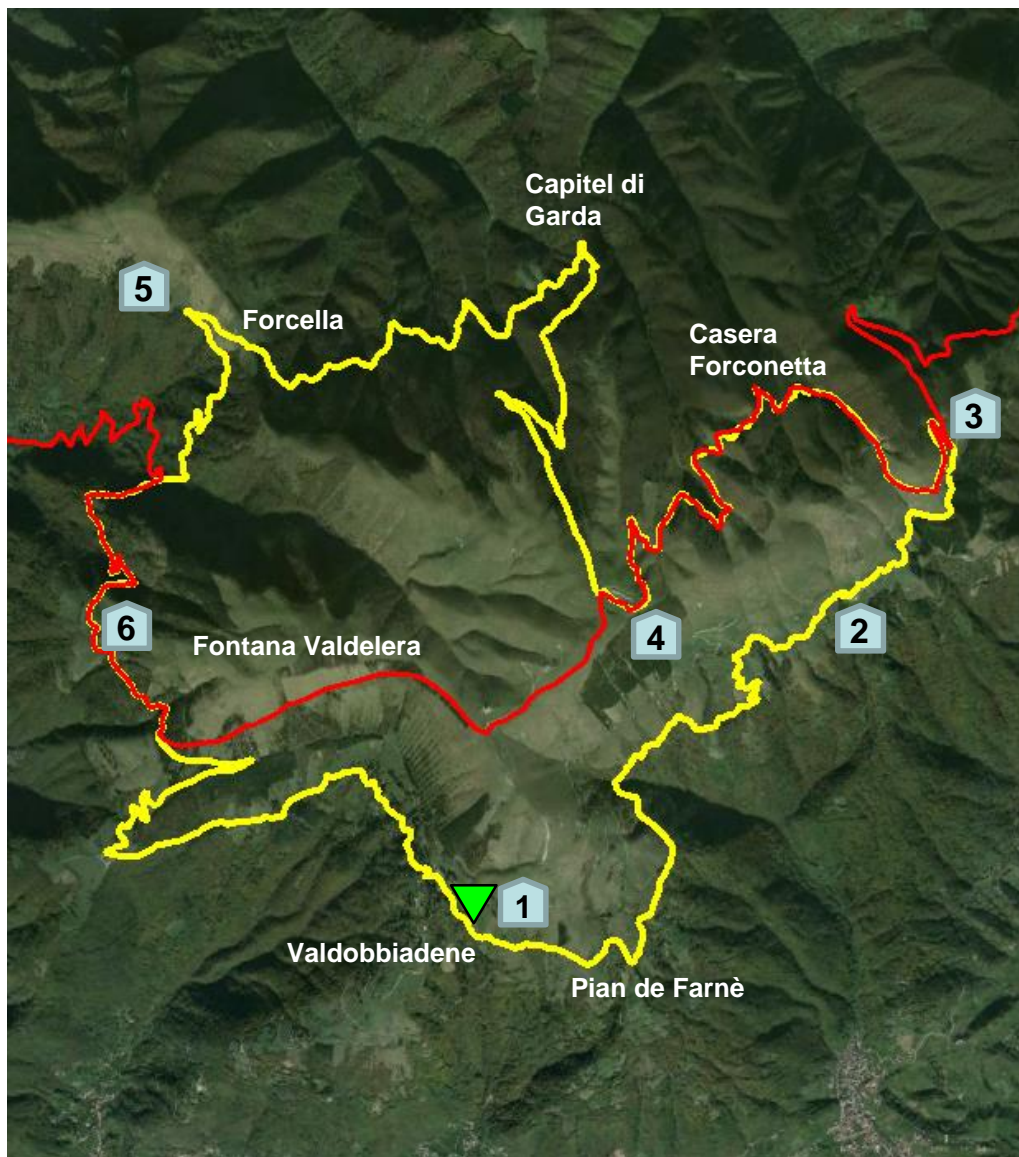 Capitel di
Garda
5
Forcella
Casera
Forconetta
3
6
Fontana Valdelera
4
2
1
Valdobbiadene
Pian de Farnè